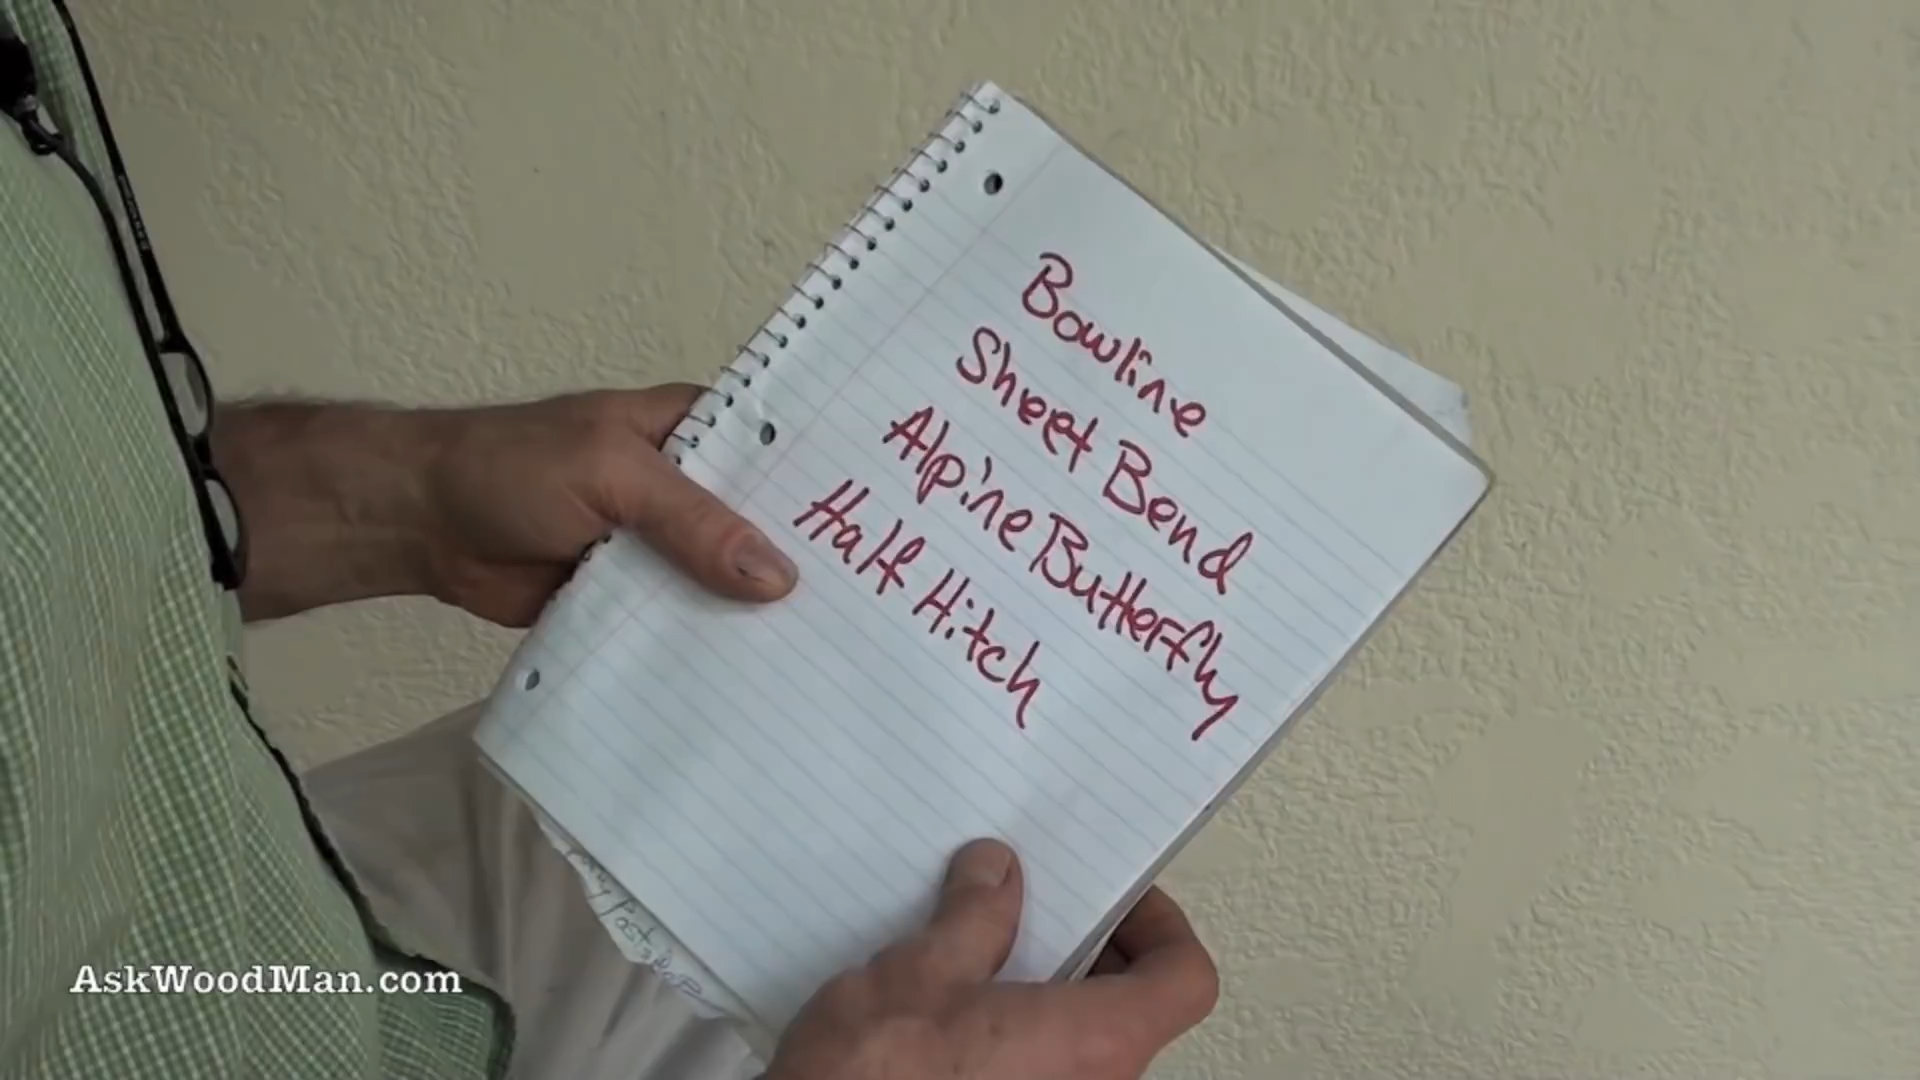 Bowline
Sheet Bend
Alpine Butterfly
Half Hitch
AskWoodMan.com